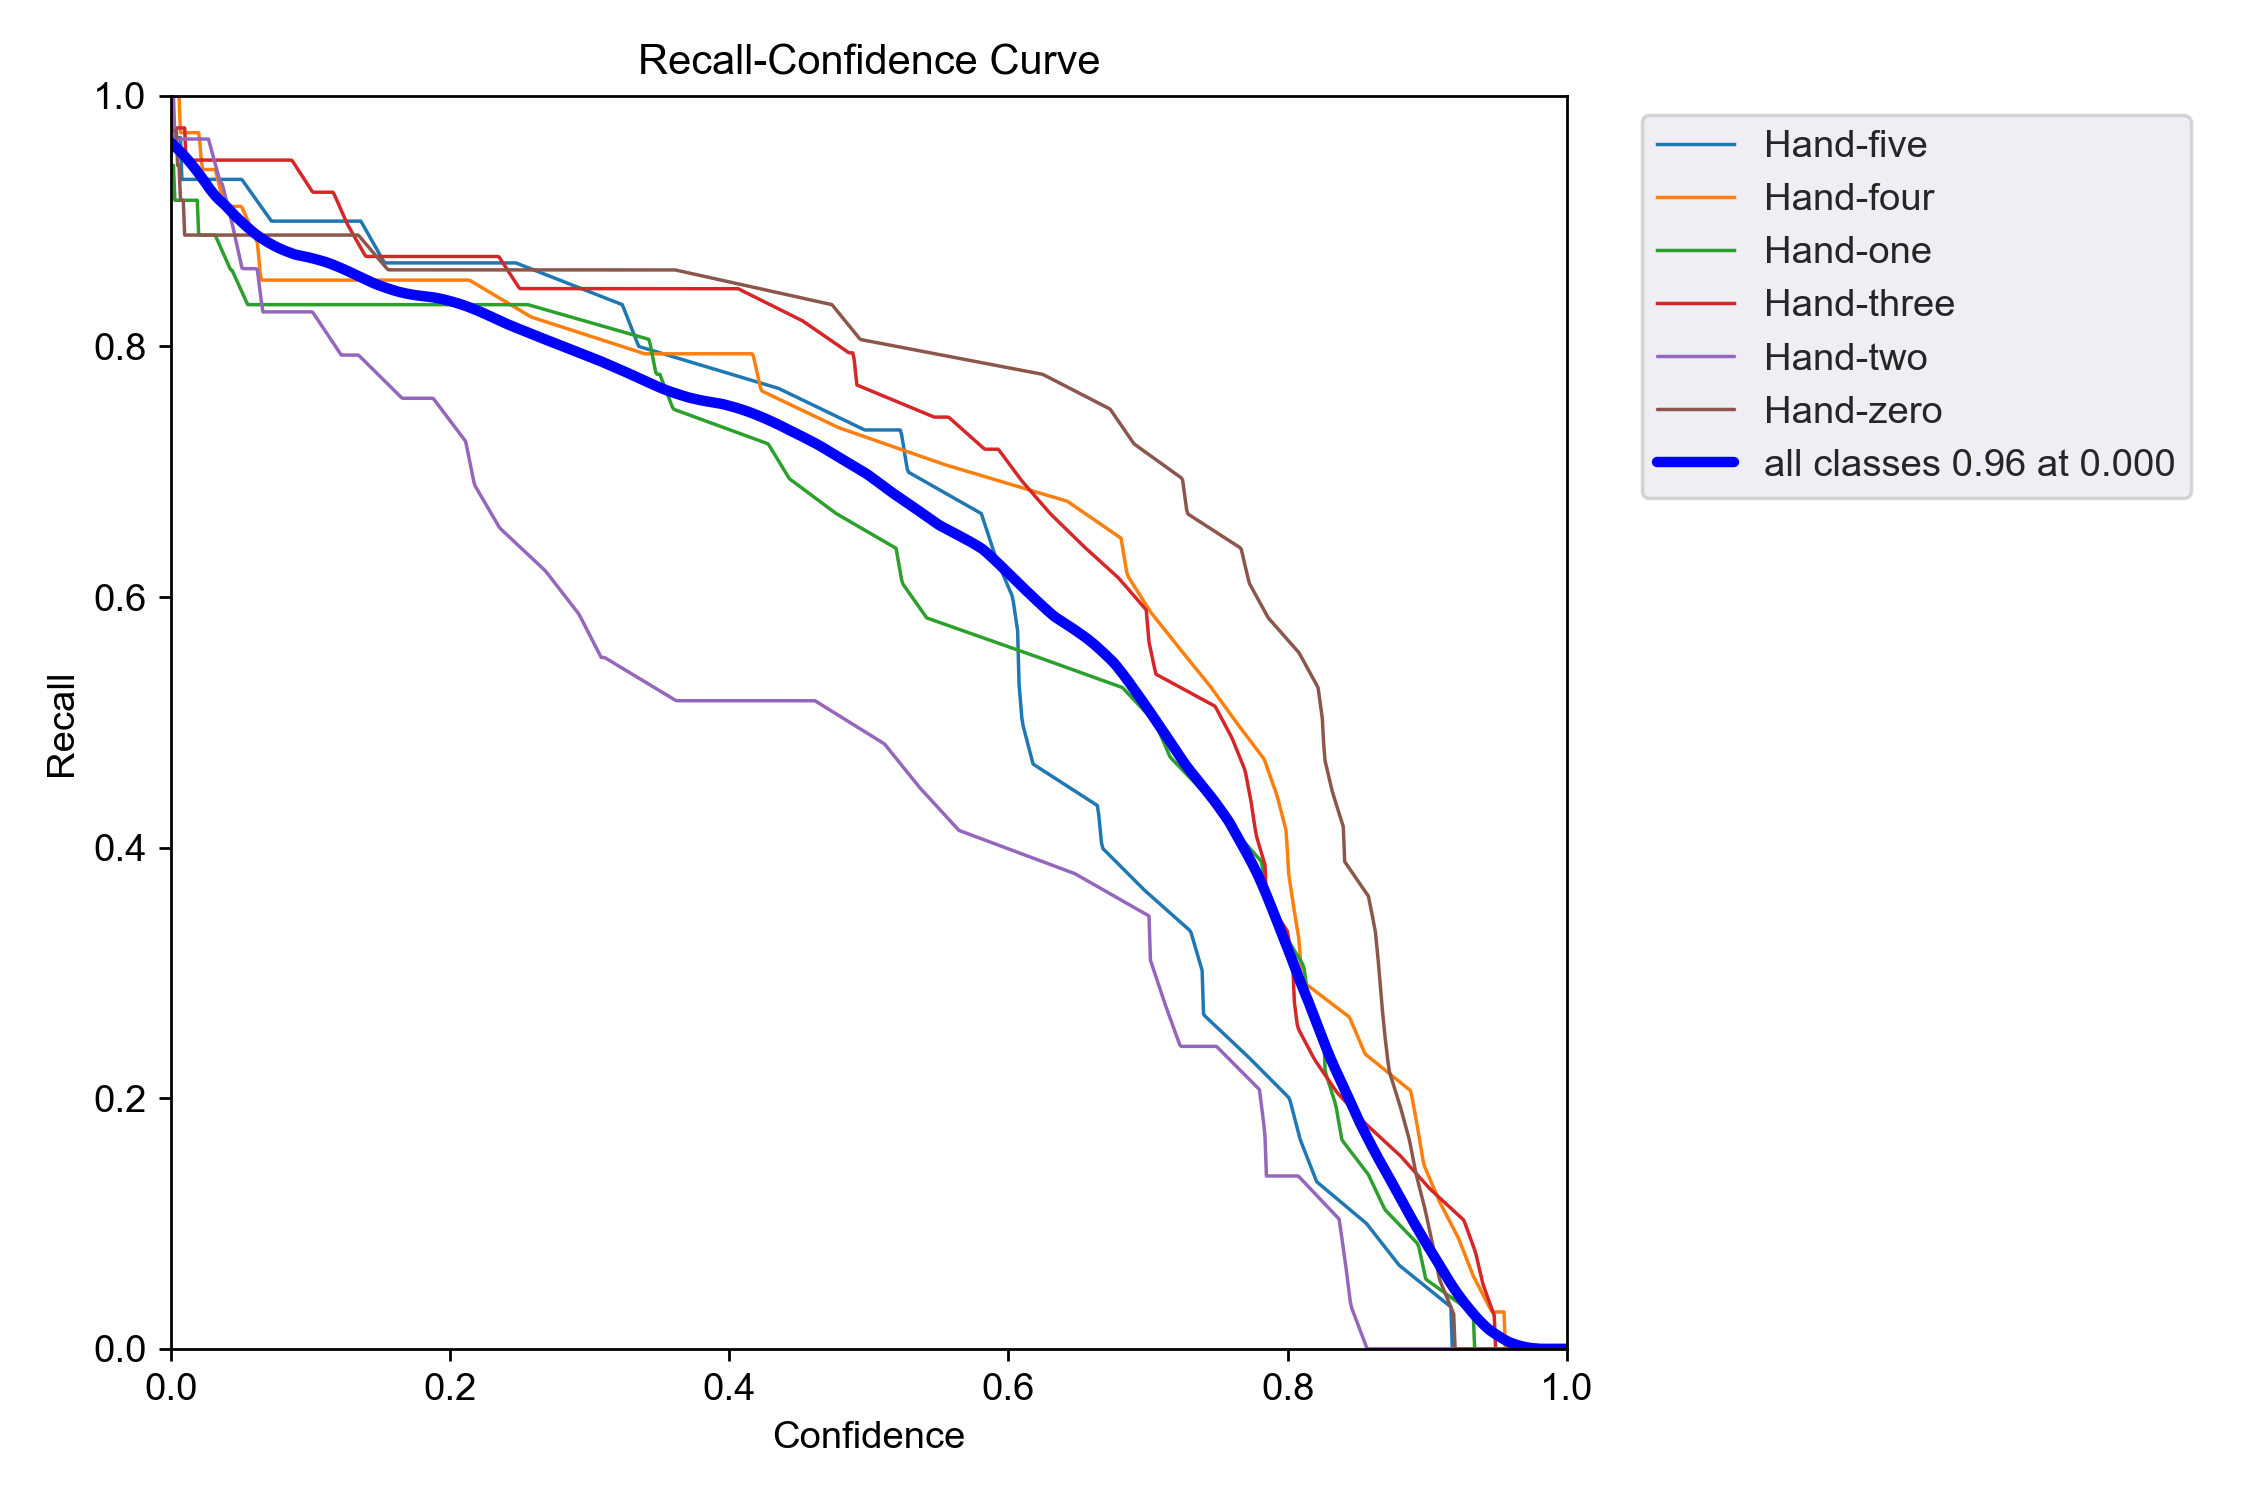 Recall-Confidence Curve
1.0
0.8
0.6
0.4
0.2
0.0
Recall
0.0 0.2 0.4 0.6 0.8 1.0
Confidence
Hand-five
Hand-four
Hand-one
Hand-three
Hand-two
Hand-zero
all classes 0.96 at 0.000